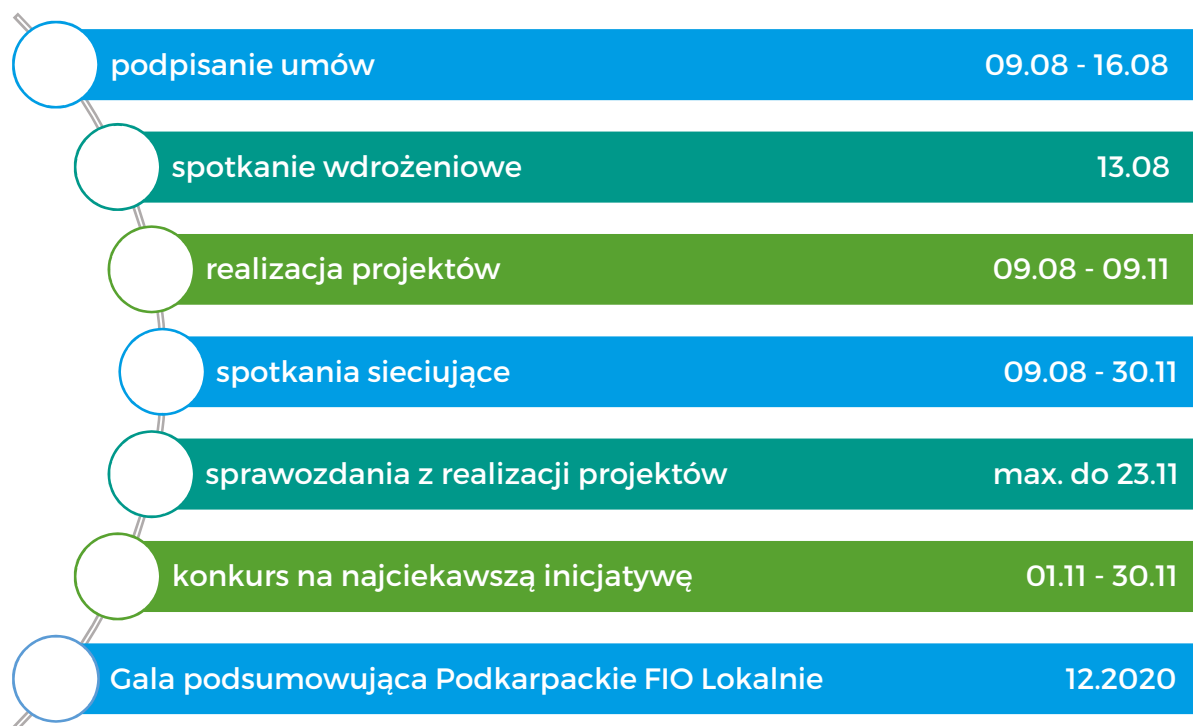 podpisanie umów 09.08 - 16.08
spotkanie wdrożeniowe 13.08
realizacja projektów 09.08 - 09.11
spotkania sieciujące 09.08 - 30.11
sprawozdania z realizacji projektów max. do 23.11
konkurs na najciekawszą inicjatywę 01.11 - 30.11
Gala podsumowująca Podkarpackie FIO Lokalnie 12.2020